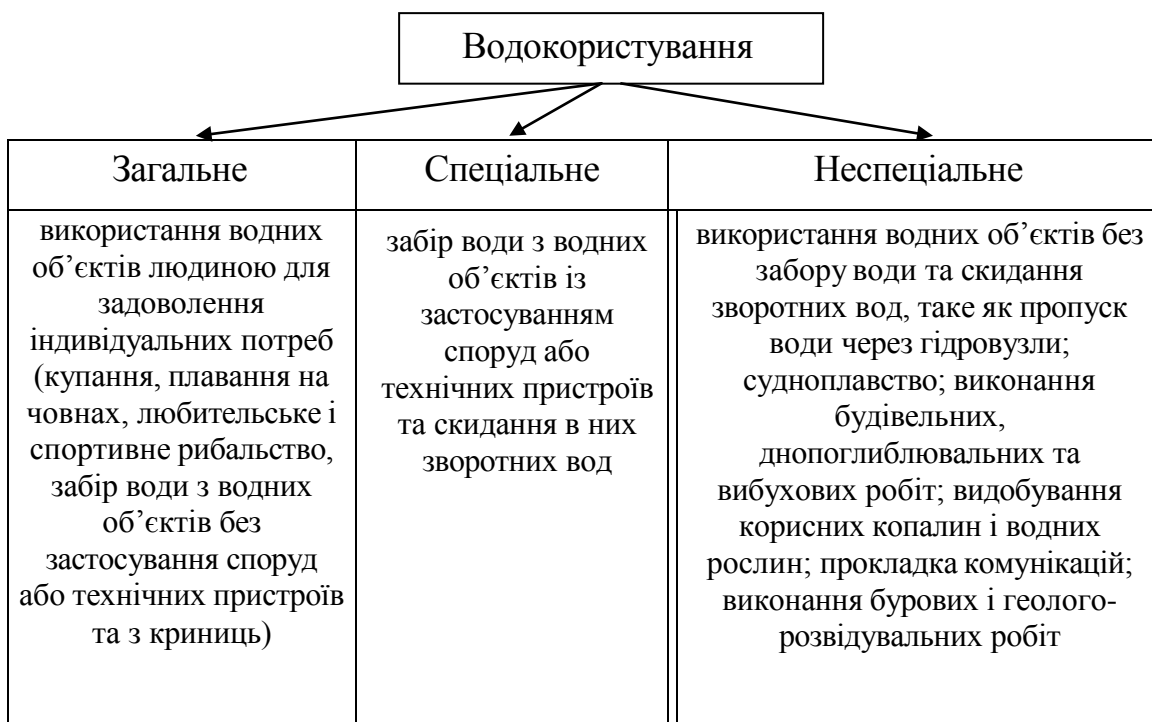 Водокористування
Загальне
Спеціальне
Неспеціальне
використання водних
об’єктів людиною для
задоволення
індивідуальних потреб
(купання, плавання на
човнах, любительське і
спортивне рибальство,
забір води з водних
об’єктів без
застосування споруд
або технічних пристроїв
та з криниць)
забір води з водних
об’єктів із
застосуванням
споруд або
технічних пристроїв
та скидання в них
зворотних вод
використання водних об’єктів без
забору води та скидання
зворотних вод, таке як пропуск
води через гідровузли;
судноплавство; виконання
будівельних,
днопоглиблювальних та
вибухових робіт; видобування
корисних копалин і водних
рослин; прокладка комунікацій;
виконання бурових і геолого-
розвідувальних робіт